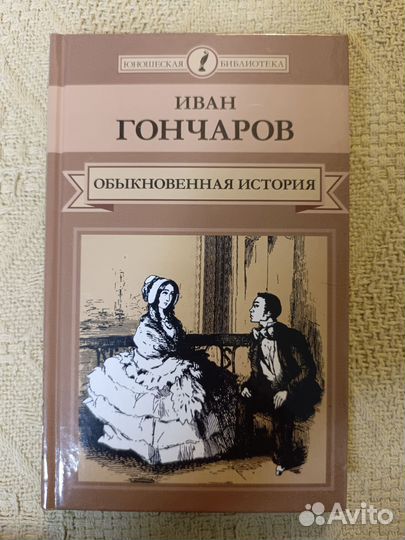 ЮНОШЕСКАЯ БИБЛИОТЕКА
ИВАН
ГОНЧАРОВ
ОБЫКНОВЕННАЯ ИСТОРИЯ
Avito